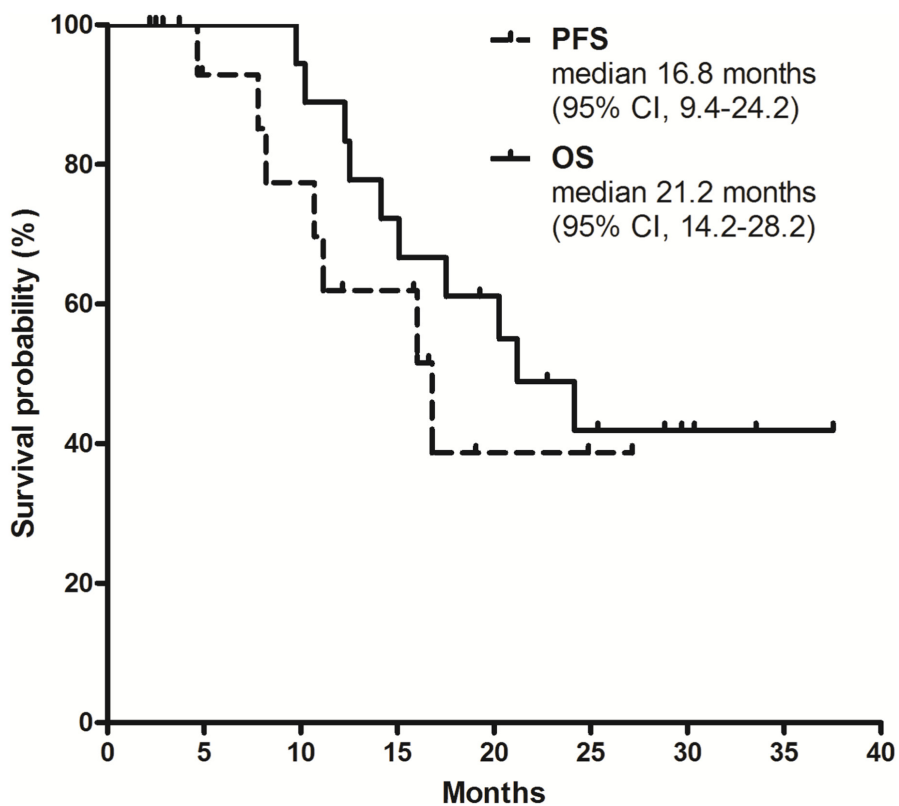 PFS
median 16.8 months
(95% CI, 9.4-24.2)
OS
median 21.2 months
(95% CI, 14.2-28.2)
Survival probability (%)
100
80
60
40
20
0
0 5 10 15 20 25 30 35 40
Months